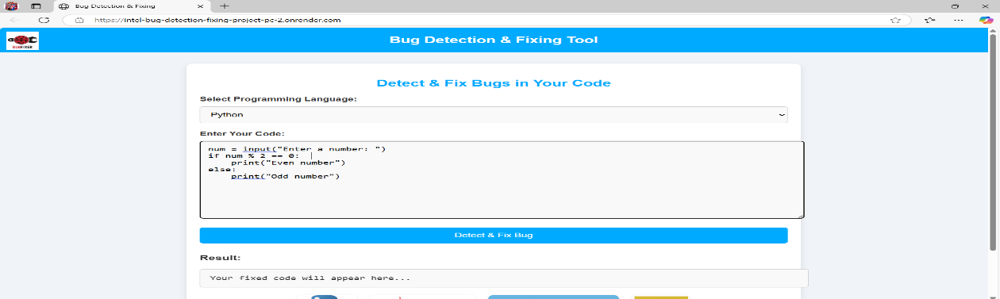 Bug Detection & Fixing
https://intel-bug-detection-fixing-project-pc-2.onrender.com
BUGFIXER
Bug Detection & Fixing Tool
Detect & Fix Bugs in Your Code
Select Programming Language:
Python
Enter Your Code:
num = input("Enter a number: ")
if num % 2 == 0:
    print("Even number")
else:
    print("Odd number")
Detect & Fix Bug
Result:
Your fixed code will appear here...